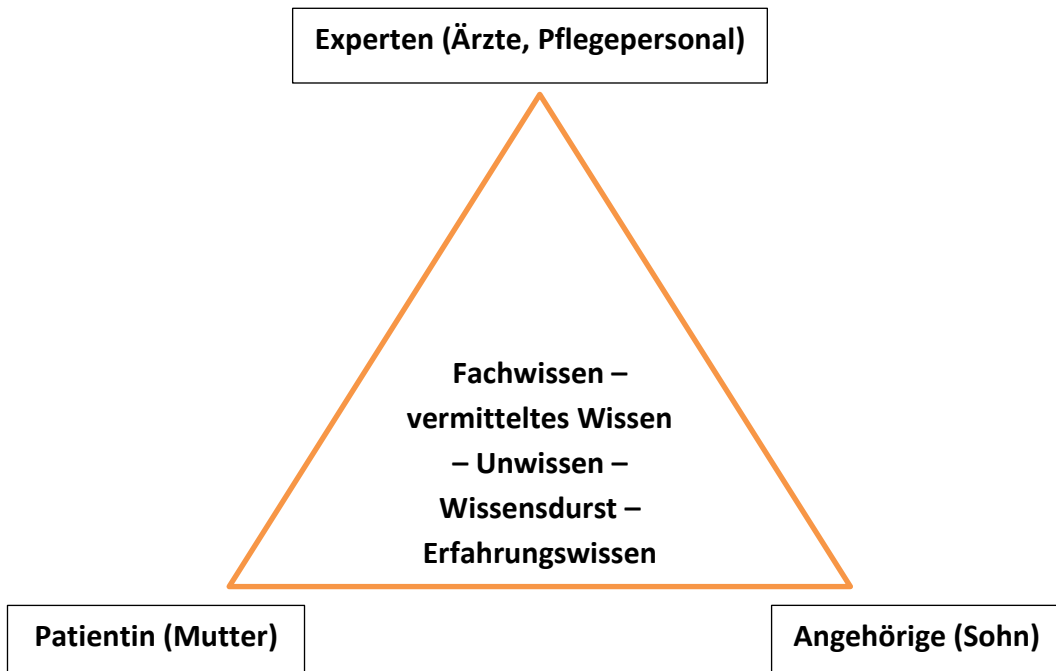 Experten (Ärzte, Pflegepersonal)
Fachwissen –
vermitteltes Wissen
– Unwissen –
Wissensdurst –
Erfahrungswissen
Patientin (Mutter)
Angehörige (Sohn)